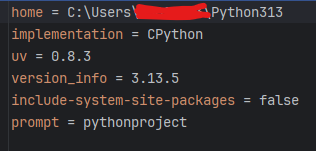 home = C:\Users\ \Python313
implementation = CPython
uv = 0.8.3
version_info = 3.13.5
include-system-site-packages = false
prompt = pythonproject